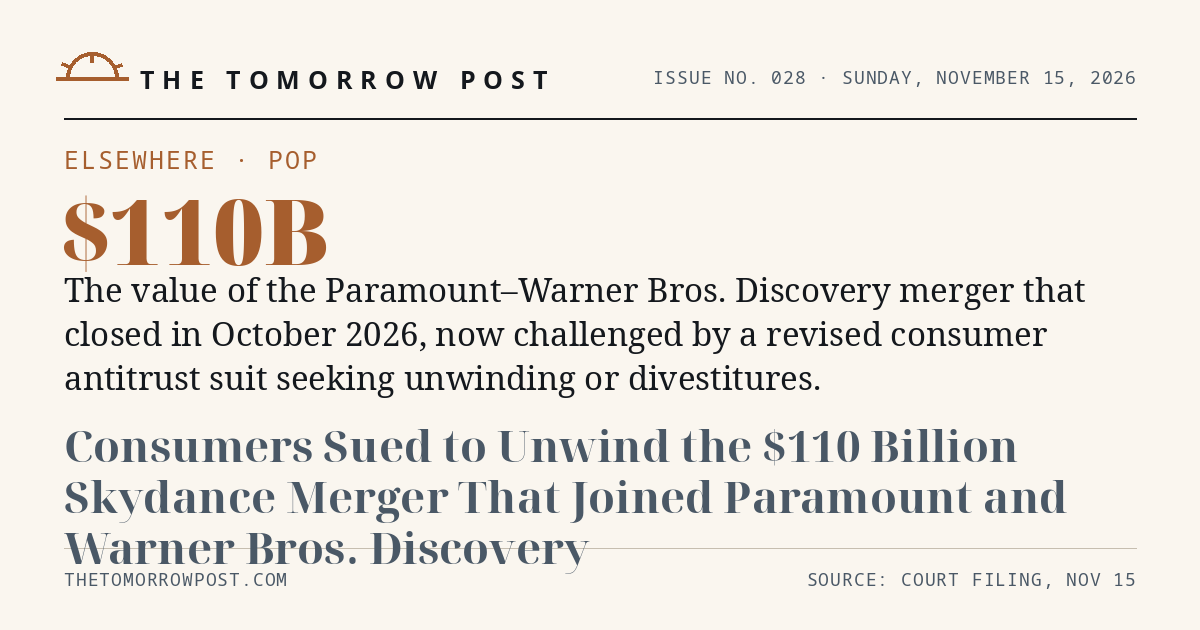 THE TOMORROW POST
ISSUE NO. 028 · SUNDAY, NOVEMBER 15, 2026
ELSEWHERE · POP
$110B
The value of the Paramount–Warner Bros. Discovery merger that
closed in October 2026, now challenged by a revised consumer
antitrust suit seeking unwinding or divestitures.
Consumers Sued to Unwind the $110 Billion
Skydance Merger That Joined Paramount and
Warner Bros. Discovery
THETOMORROWPOST.COM
SOURCE: COURT FILING, NOV 15